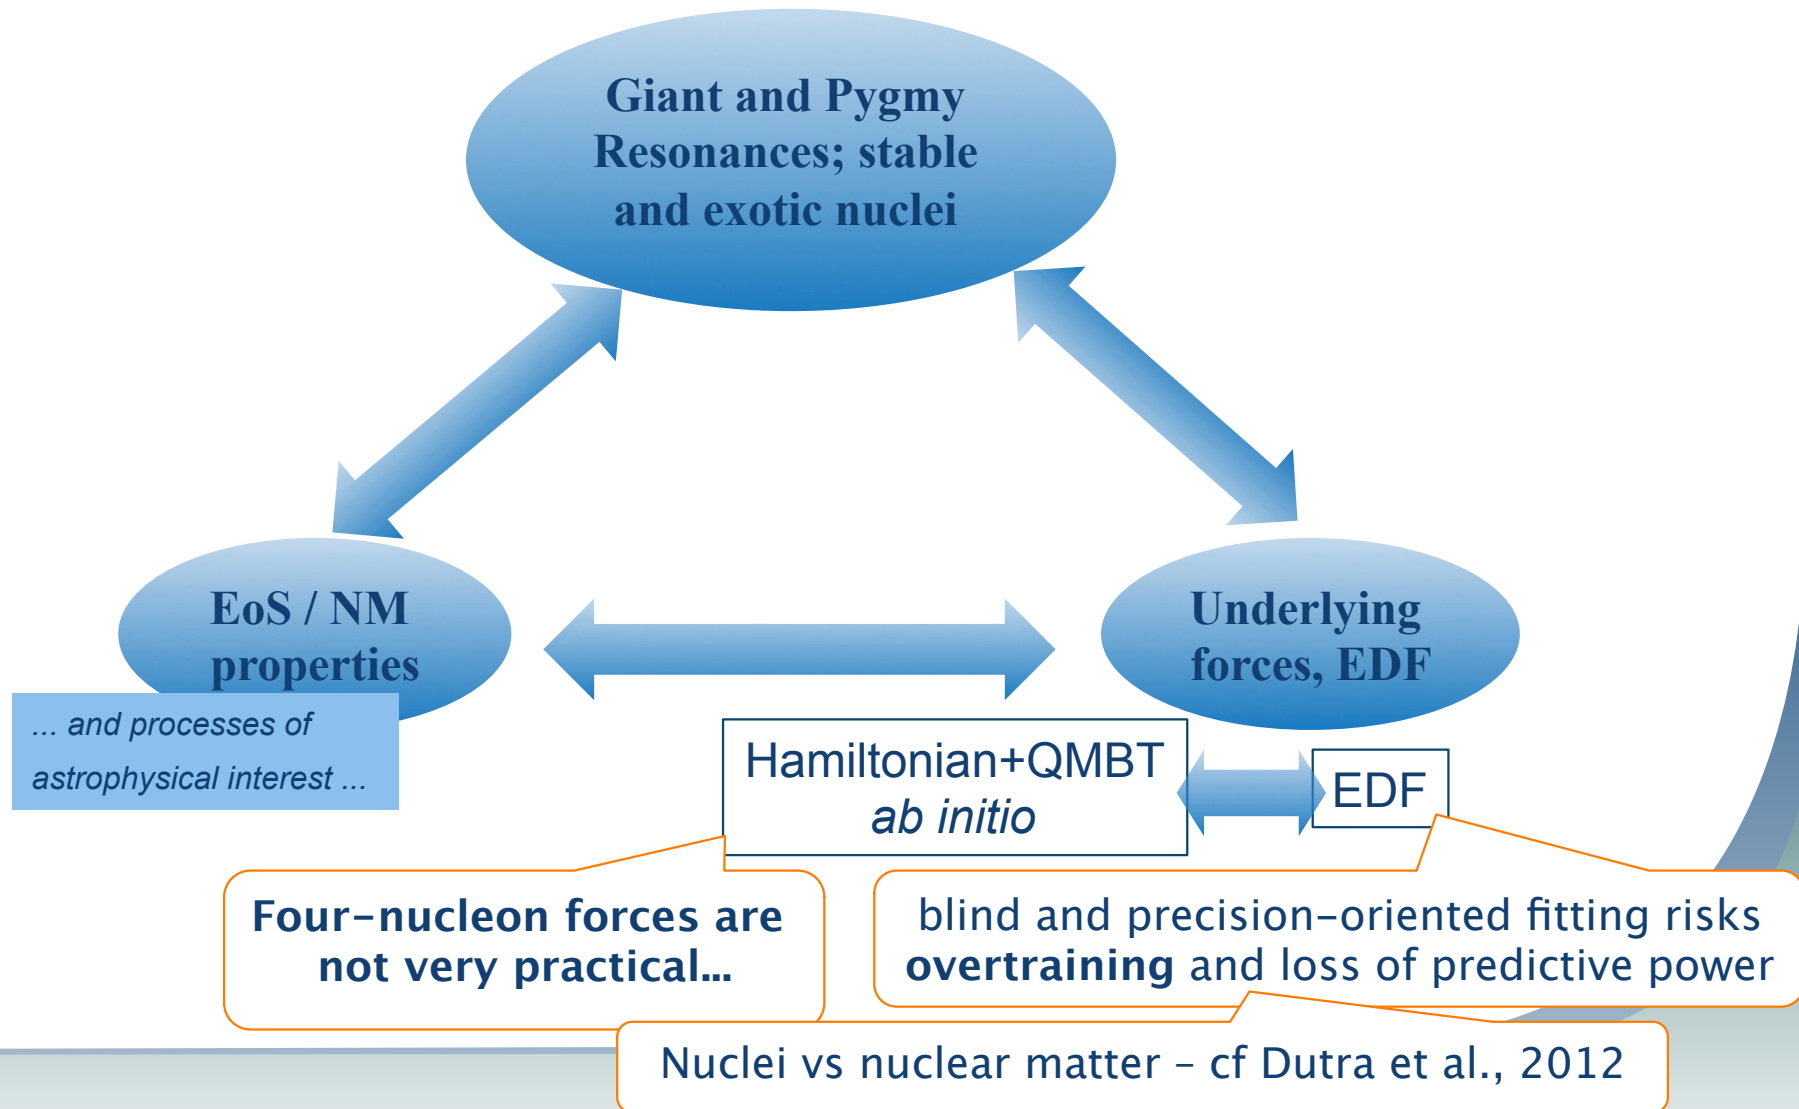 Giant and Pygmy
Resonances; stable
and exotic nuclei
EoS / NM
properties
... and processes of
astrophysical interest ...
Underlying
forces, EDF
Hamiltonian+QMBT
ab initio
EDF
Four-nucleon forces are
not very practical...
blind and precision-oriented fitting risks
overtraining and loss of predictive power
Nuclei vs nuclear matter – cf Dutra et al., 2012